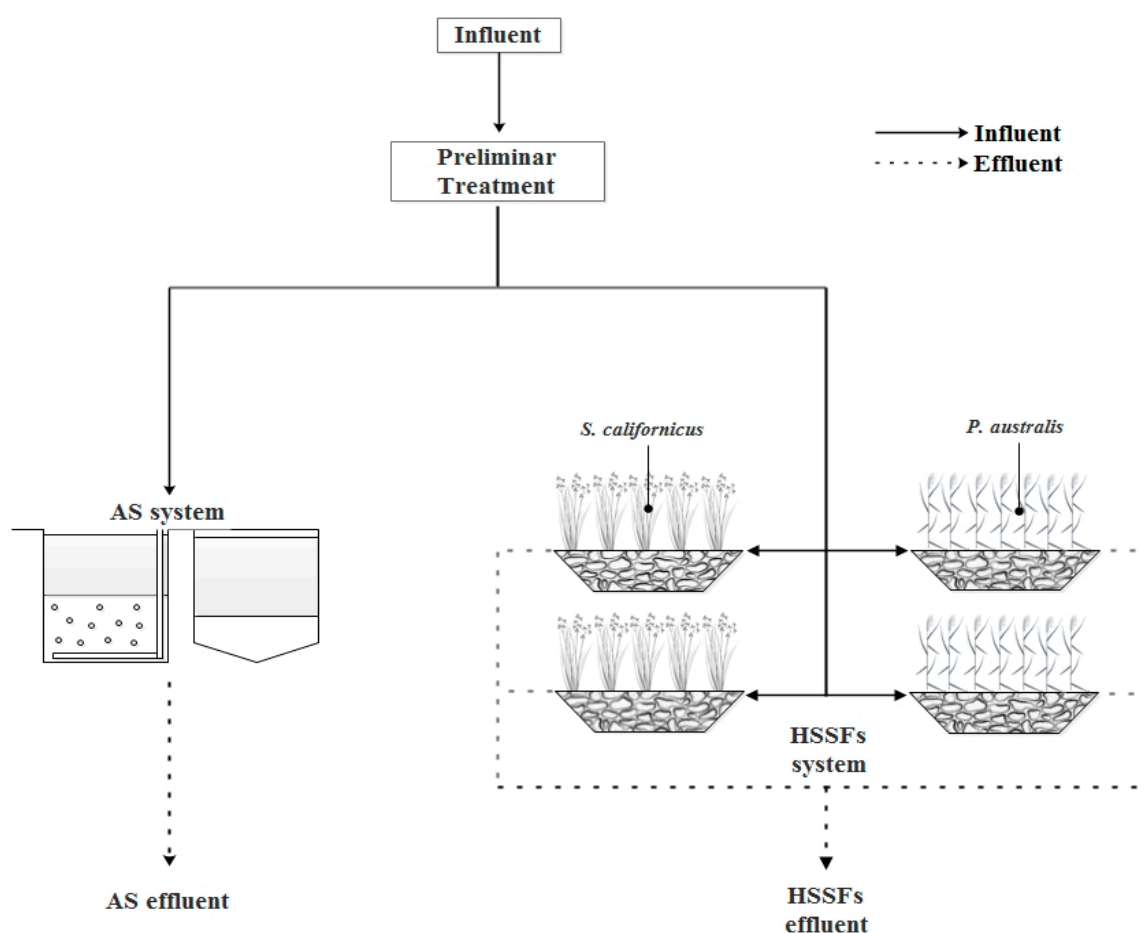 Influent
Preliminar
Treatment
Influent
Effluent
S. californicus
P. australis
AS system
HSSFs
system
AS effluent
HSSFs
effluent